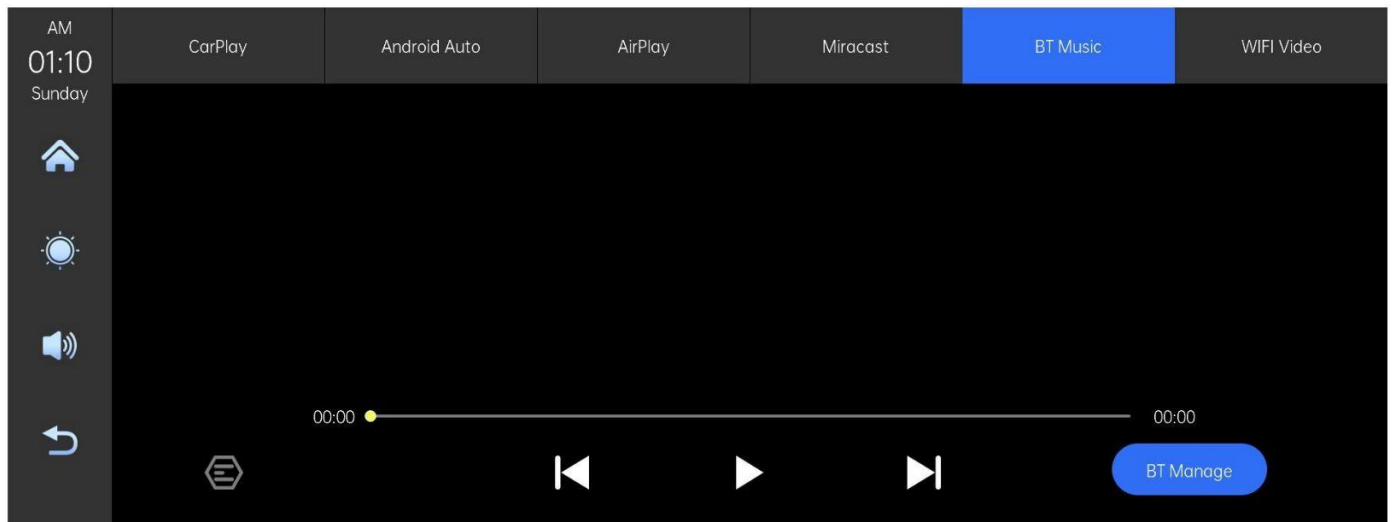 AM
01:10
Sunday
CarPlay
Android Auto
AirPlay
Miracast
BT Music
WIFI Video
00:00
00:00
BT Manage